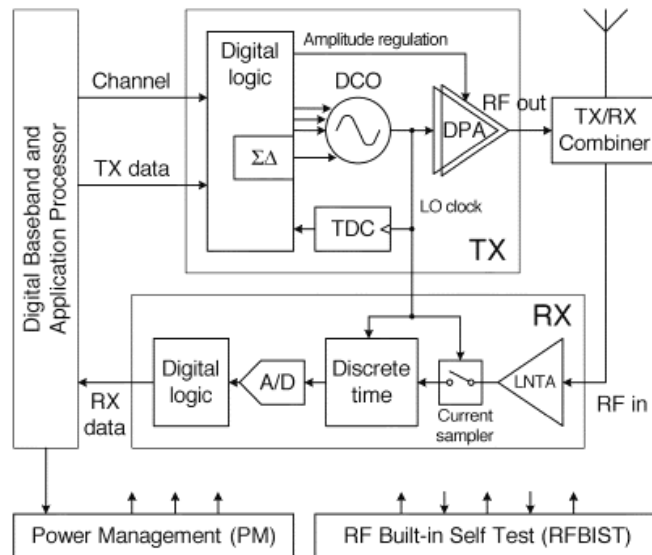 Digital Baseband and
Application Processor
Channel
TX data
Digital
logic
ΣΔ
Amplitude regulation
DCO
DPA
RF out
TX/RX
Combiner
LO clock
TDC
TX
RX
Digital
logic
A/D
Discrete
time
Current
sampler
LNTA
RF in
RX
data
Power Management (PM)
RF Built-in Self Test (RFBIST)